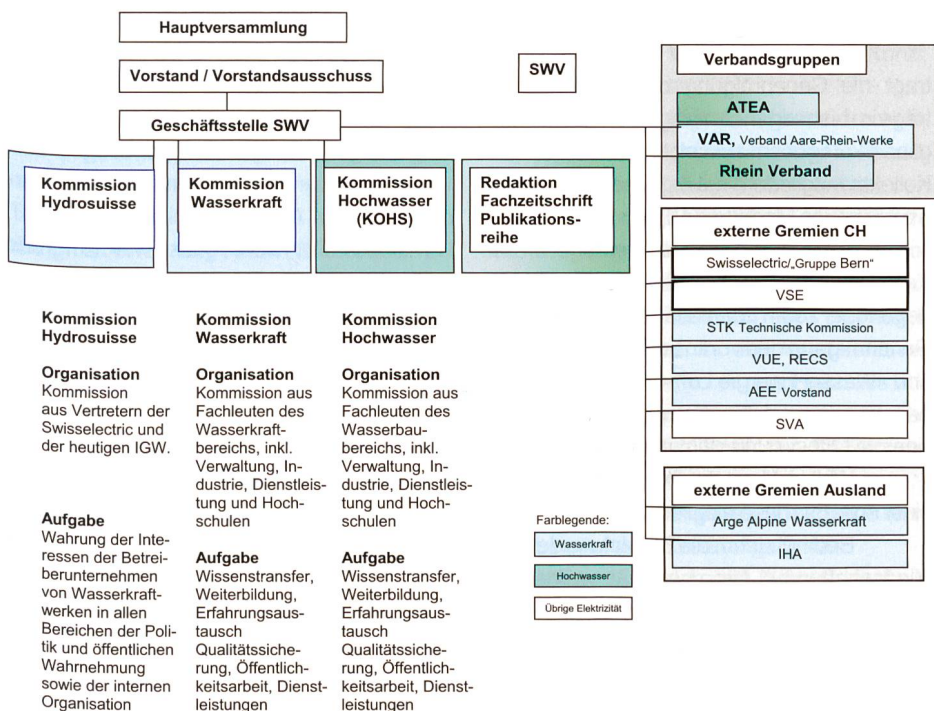 Hauptversammlung
Vorstand / Vorstandsausschuss
SWV
Geschäftsstelle SWV
Kommission
Hydrosuisse
Kommission
Wasserkraft
Kommission
Hochwasser
(KOHS)
Redaktion
Fachzeitschrift
Publikations-
reihe
Verbandsgruppen
ATEA
VAR, Verband Aare-Rhein-Werke
Rhein Verband
externe Gremien CH
Swisselectric/„Gruppe Bern“
VSE
STK Technische Kommission
VUE, RECS
AEE Vorstand
SVA
externe Gremien Ausland
Arge Alpine Wasserkraft
IHA
Kommission
Hydrosuisse
Organisation
Kommission
aus Vertretern der
Swisselectric und
der heutigen IGW.
Aufgabe
Wahrung der Inte-
ressen der Betrei-
berunternehmen
von Wasserkraft-
werken in allen
Bereichen der Poli-
tik und öffentlichen
Wahrnehmung
sowie der internen
Organisation
Kommission
Wasserkraft
Organisation
Kommission aus
Fachleuten des
Wasserkraft-
bereichs, inkl.
Verwaltung, In-
dustrie, Dienstleis-
tung und Hoch-
schulen
Aufgabe
Wissenstransfer,
Weiterbildung,
Erfahrungsaus-
tausch
Qualitätssiche-
rung, Öffentlich-
keitsarbeit, Dienst-
leistungen
Kommission
Hochwasser
Organisation
Kommission aus
Fachleuten des
Wasserbau-
bereichs, inkl.
Verwaltung, In-
dustrie, Dienstleis-
tung und Hoch-
schulen
Aufgabe
Wissenstransfer,
Weiterbildung,
Erfahrungsaus-
tausch
Qualitätssiche-
rung, Öffentlich-
keitsarbeit, Dienst-
leistungen
Farblegende:
Wasserkraft
Hochwasser
Übrige Elektrizität